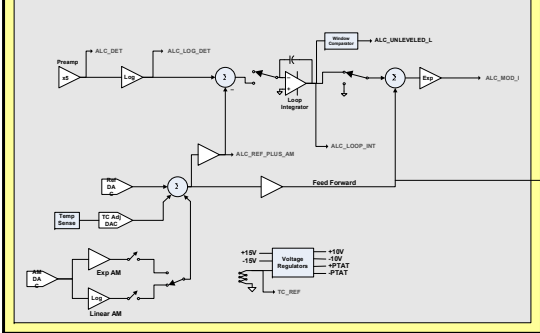 ALC_DET
ALC_LOG_DET
Preamp
x5
Log
Σ
−
−
+
Loop
Integrator
Window
Comparator
ALC_UNLEVELED_L
Σ
Exp
ALC_MOD_I
ALC_REF_PLUS_AM
ALC_LOOP_INT
Ref
DA
C
Σ
Feed Forward
Temp
Sense
TC Adj
DAC
AM
DA
C
Exp AM
Log
Linear AM
+15V
-15V
Voltage
Regulators
+10V
-10V
+PTAT
-PTAT
TC_REF